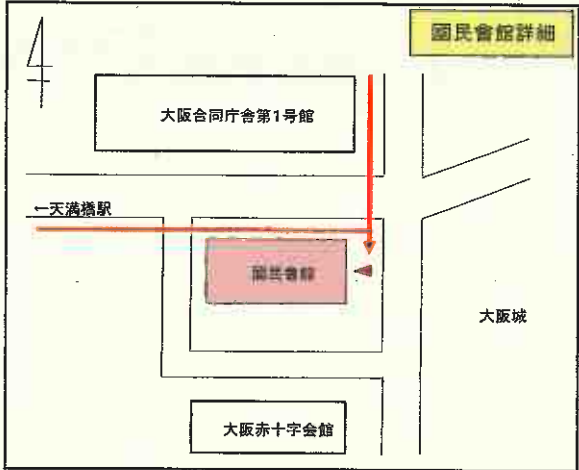 國民會館詳細
大阪合同庁舎第1号館
←天満橋駅
國民會館
大阪城
大阪赤十字会館